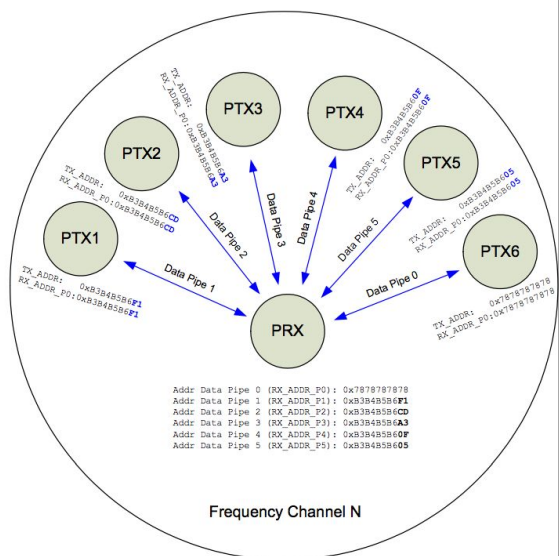 PTX3
TX_ADDR: 0xB3B4B5B6A3
RX_ADDR_P0:0xB3B4B5B6A3
PTX4
TX_ADDR: 0xB3B4B5B60F
RX_ADDR_P0:0xB3B4B5B60F
PTX2
TX_ADDR: 0xB3B4B5B6CD
RX_ADDR_P0:0xB3B4B5B6CD
PTX5
TX_ADDR: 0xB3B4B5B605
RX_ADDR_P0:0xB3B4B5B605
PTX1
TX_ADDR: 0xB3B4B5B6F1
RX_ADDR_P0:0xB3B4B5B6F1
PTX6
TX_ADDR: 0x7878787878
RX_ADDR_P0:0x7878787878
Data Pipe 1
Data Pipe 2
Data Pipe 3
Data Pipe 4
Data Pipe 5
Data Pipe 0
PRX
Addr Data Pipe 0 (RX_ADDR_P0): 0x7878787878
Addr Data Pipe 1 (RX_ADDR_P1): 0xB3B4B5B6F1
Addr Data Pipe 2 (RX_ADDR_P2): 0xB3B4B5B6CD
Addr Data Pipe 3 (RX_ADDR_P3): 0xB3B4B5B6A3
Addr Data Pipe 4 (RX_ADDR_P4): 0xB3B4B5B60F
Addr Data Pipe 5 (RX_ADDR_P5): 0xB3B4B5B605
Frequency Channel N